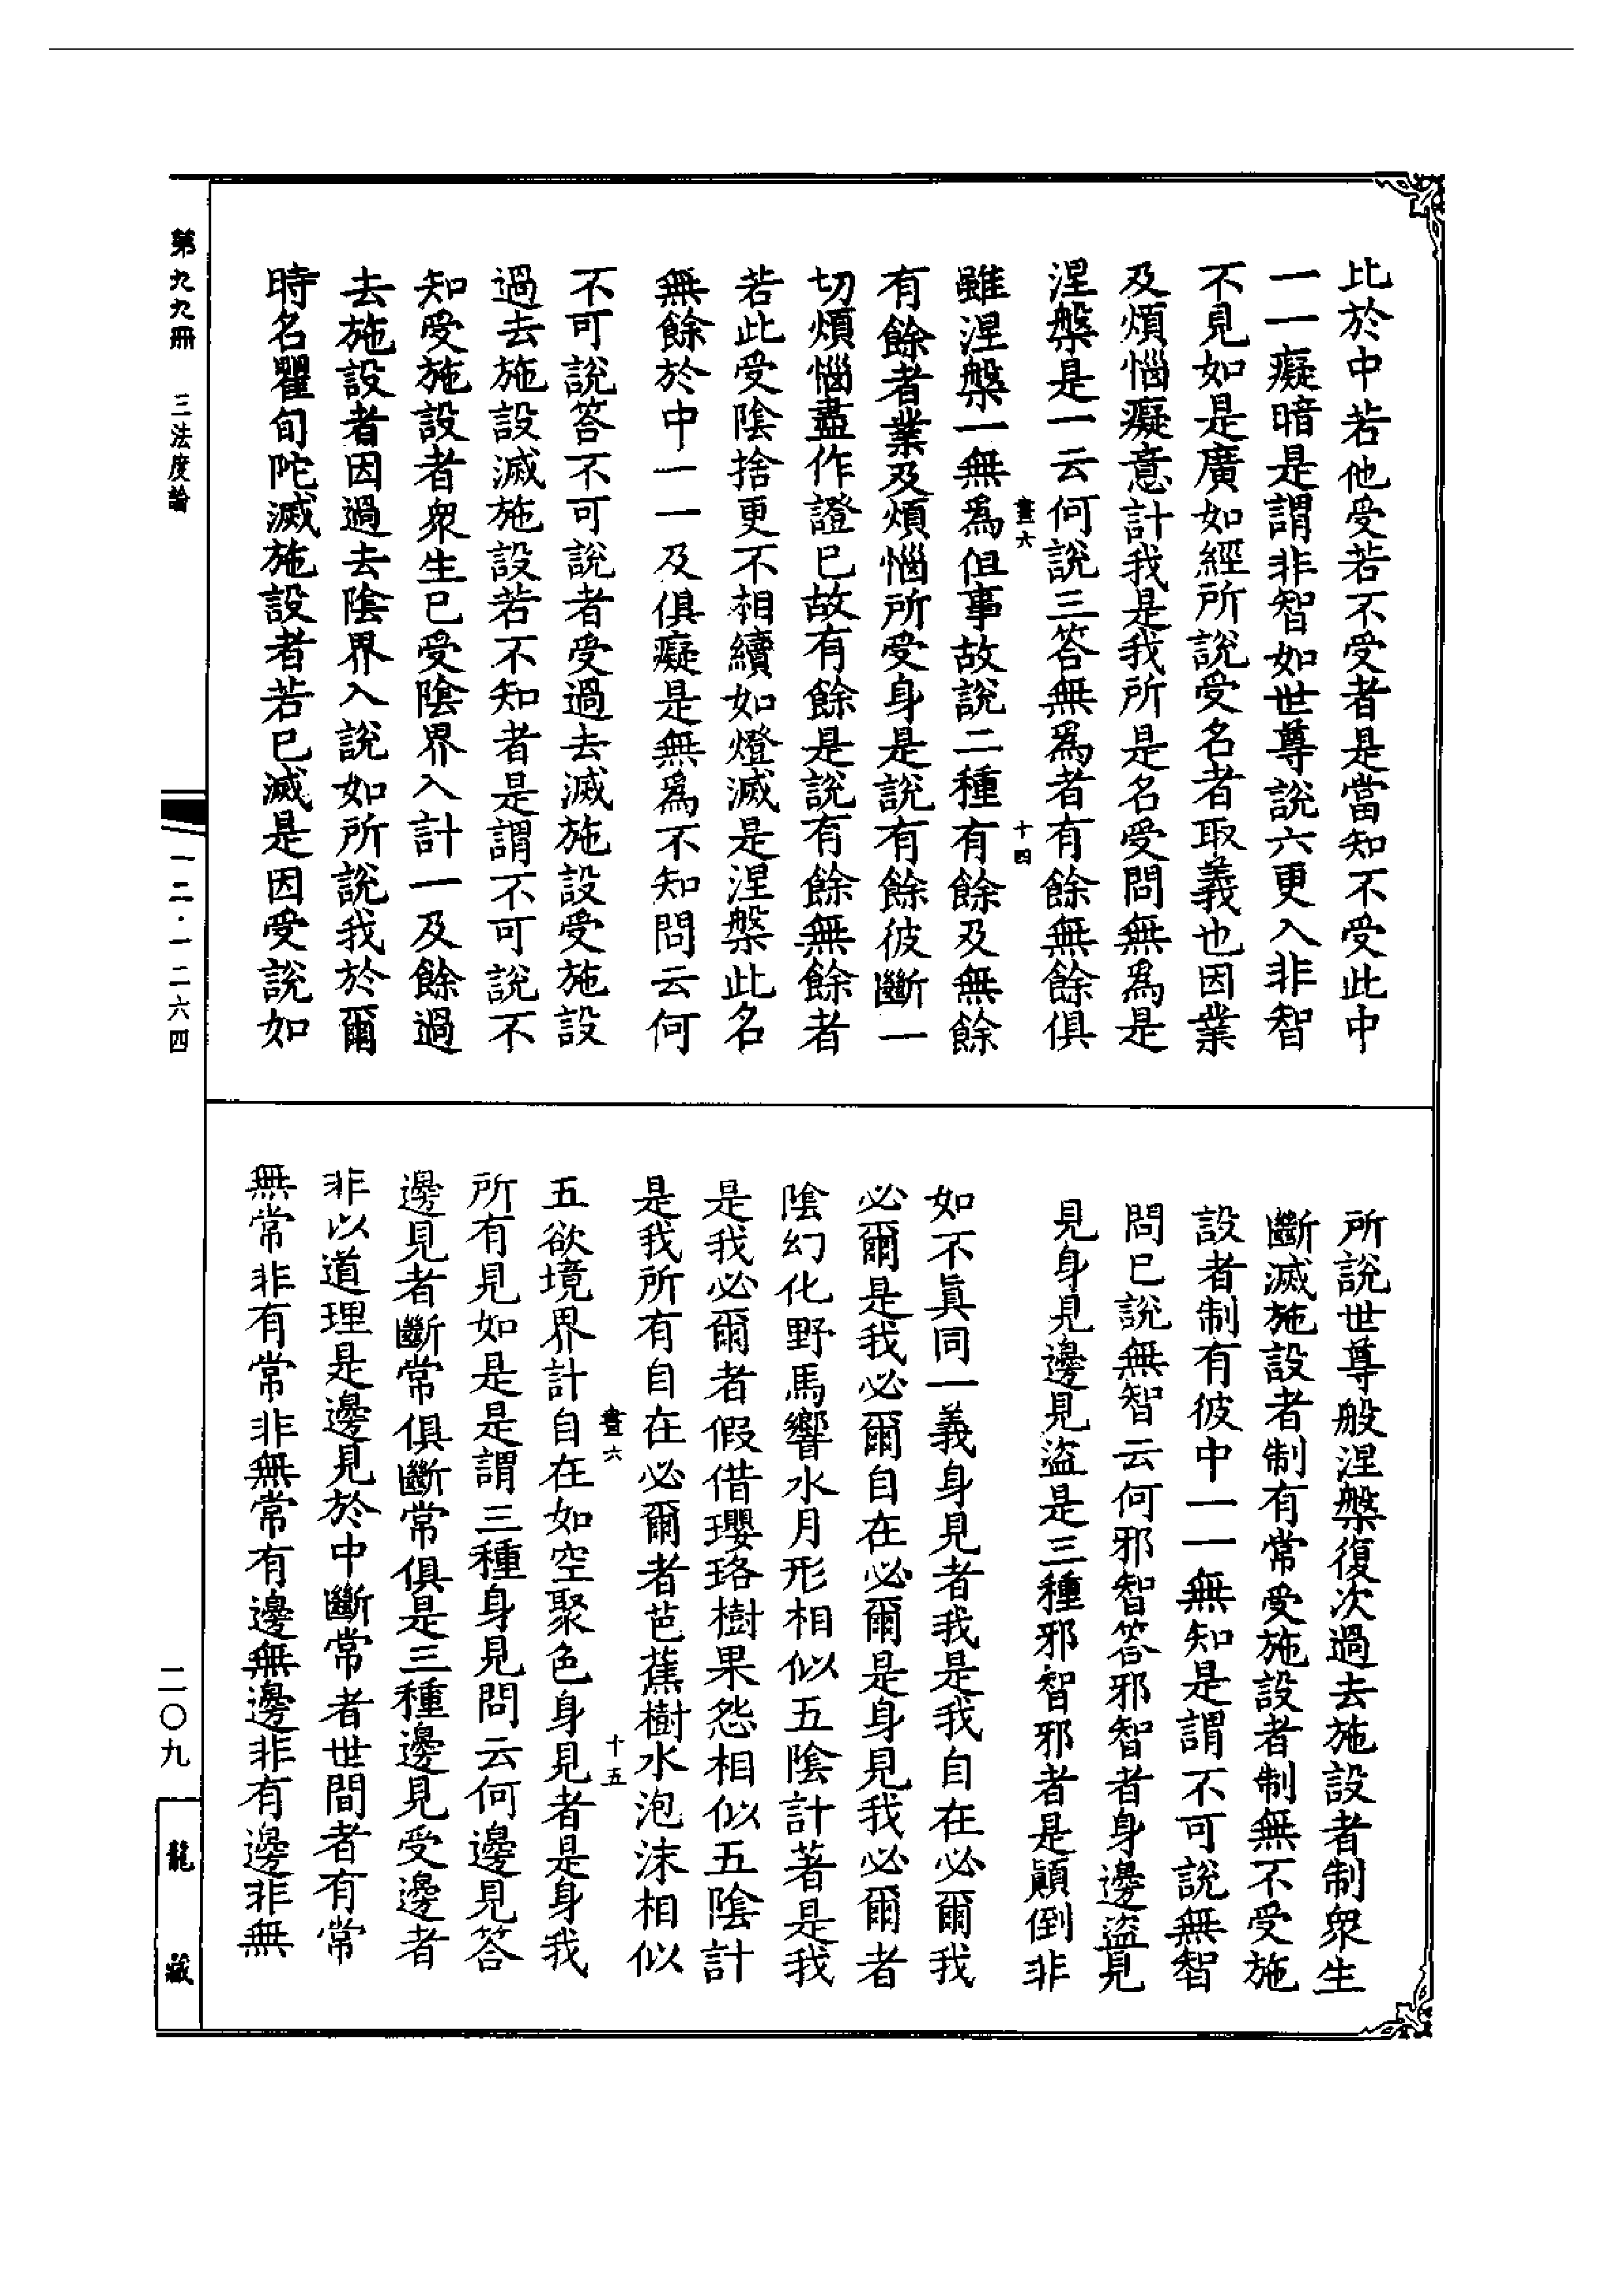 比於中若他受若不受者是當知不受此中
一一癡暗是謂非智如世尊說六更入非智
不見如是廣如經所說受名者取義也因業
及煩惱癡意計我是我所是名受問無爲是
涅槃是一云何說三答無爲者有餘無餘俱
晝六
十四
雖涅槃一無爲但事故說二種有餘及無餘
有餘者業及煩惱所受身是說有餘彼斷一
切煩惱盡作證已故有餘是說有餘無餘者
若此受陰捨更不相續如燈滅是涅槃此名
無餘於中一一及俱癡是無爲不知問云何
不可說答不可說者受過去滅施設受施設
過去施設滅施設若不知者是謂不可說不
知受施設者衆生已受陰界入計一及餘過
去施設者因過去陰界入說如所說我於爾
時名瞿旬陀滅施設者若已滅是因受說如
所說世尊般涅槃復次過去施設者制衆生
斷滅施設者制有常受施設者制無不受施
設者制有彼中一一無知是謂不可說無智
問已說無智云何邪智答邪智者身邊盜見
見身見邊見盜是三種邪智邪者是顚倒非
如不眞同一義身見者我是我自在必爾我
必爾是我必爾自在必爾是身見我必爾者
陰幻化野馬響水月形相似五陰計著是我
是我必爾者假借瓔珞樹果怨相似五陰計
是我所有自在必爾者芭蕉樹水泡沫相似
晝六
十五
五欲境界計自在如空聚色身見者是身我
所有見如是是謂三種身見問云何邊見答
邊見者斷常俱斷常俱是三種邊見受邊者
非以道理是邊見於中斷常者世間者有常
無常非有常非無常有邊無邊非有邊非無
第九九冊 三法度論
一二·一二六四
二〇九
龍藏